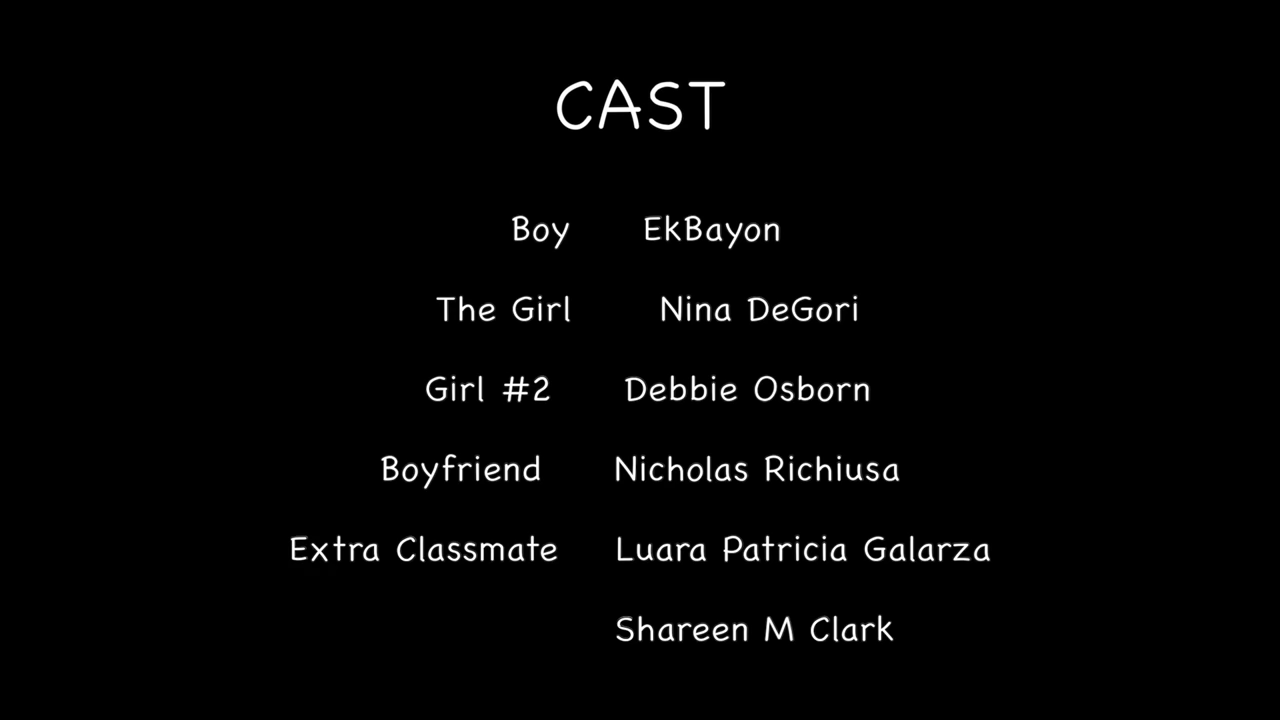 CAST
Boy EkBayon
The Girl Nina DeGori
Girl #2 Debbie Osborn
Boyfriend Nicholas Richiusa
Extra Classmate Luara Patricia Galarza
Shareen M Clark